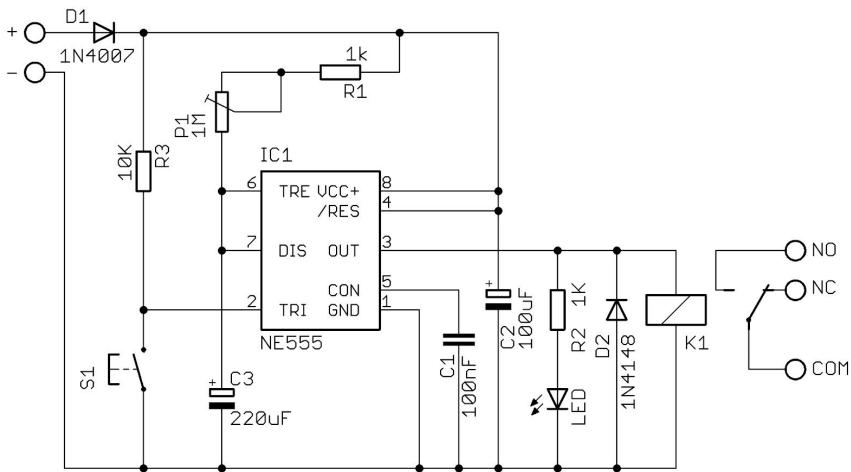 D1
+
1N4007
-
1k
R1
P1
1M
10K
R3
IC1
6
TRE
VCC+
8
/RES
4
7
DIS
OUT
3
CON
5
2
TRI
GND
1
NE555
NO
NC
COM
K1
1K
R2
D2
1N4148
+
C2
100uF
C1
100nF
S1
+
C3
220uF
LED